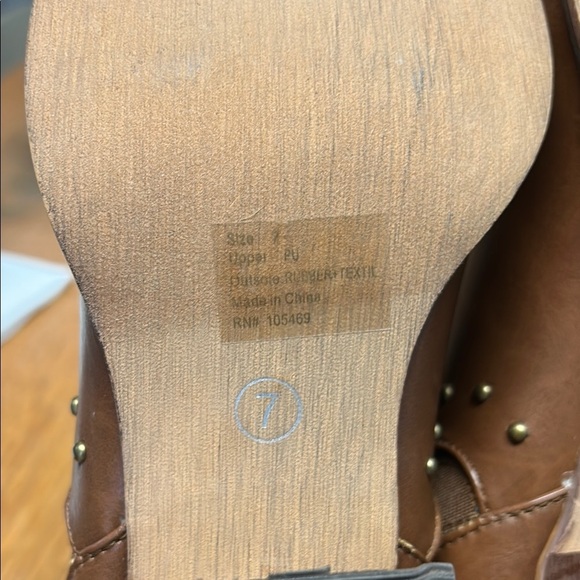 Size 7
Upper PU
Outsole RUBBER+TEXTIL
Made in China
RN# 105469
7